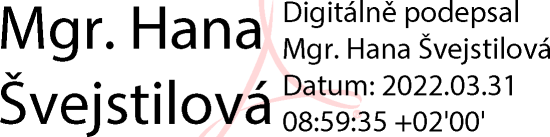 Mgr. Hana
Švejstilová
Digitálně podepsal
Mgr. Hana Švejstilová
Datum: 2022.03.31
08:59:35 +02'00'